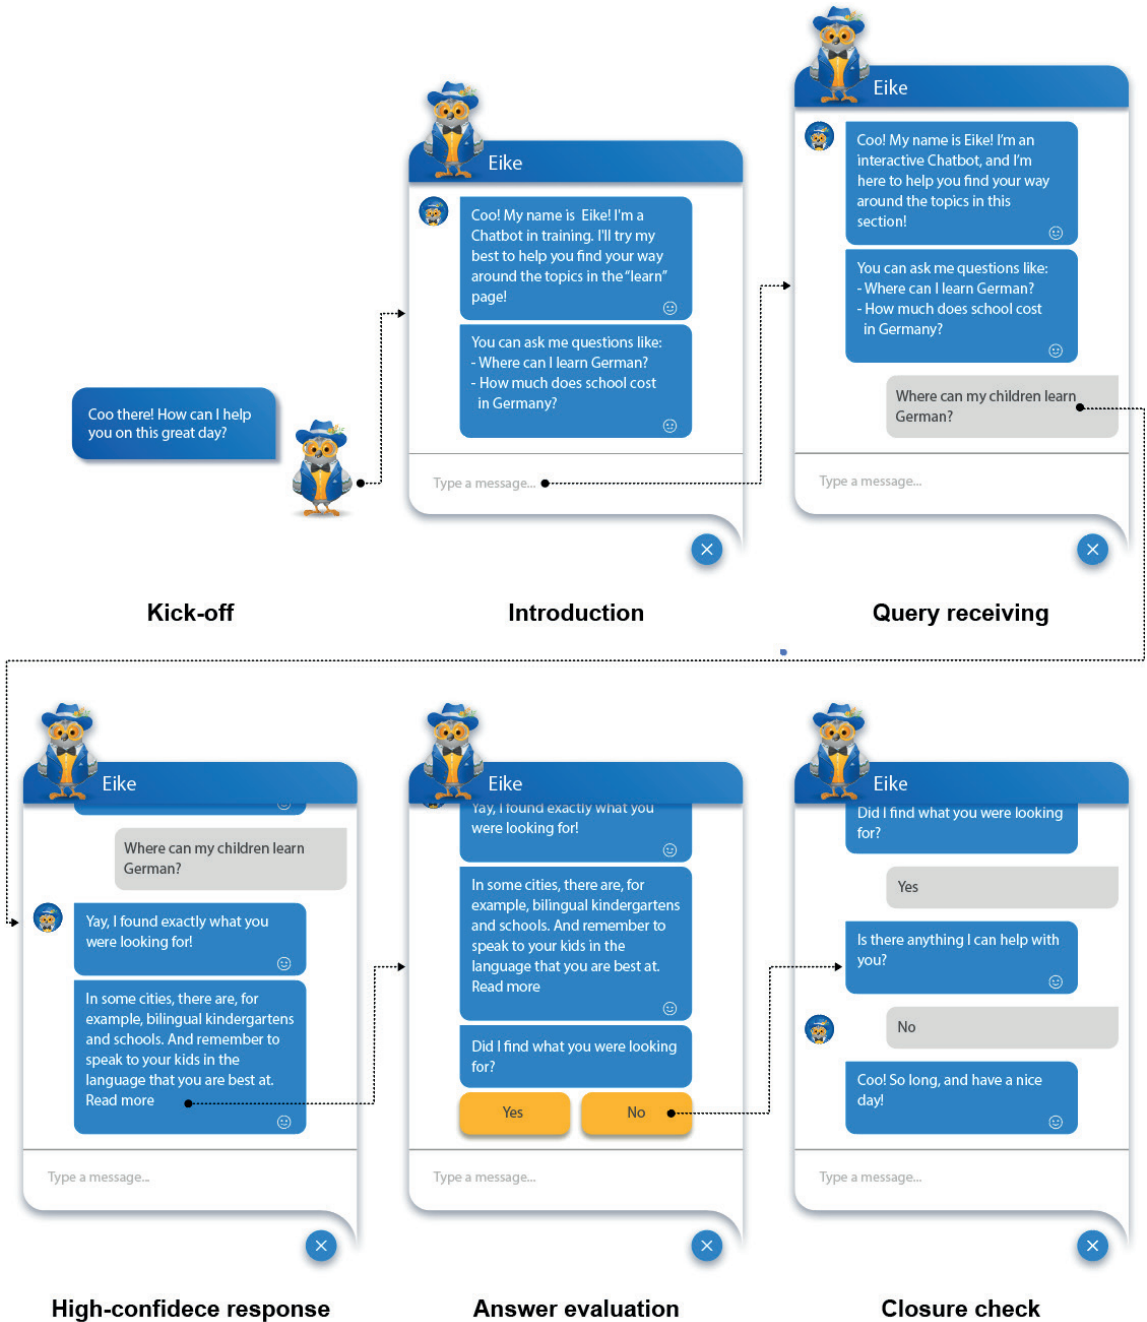 Coo there! How can I help
you on this great day?
Kick-off
Eike
Coo! My name is Eike! I'm a
Chatbot in training. I'll try my
best to help you find your way
around the topics in the “learn”
page!
You can ask me questions like:
- Where can I learn German?
- How much does school cost
in Germany?
Type a message...
Introduction
Eike
Coo! My name is Eike! I'm an
interactive Chatbot, and I'm
here to help you find your way
around the topics in this
section!
You can ask me questions like:
- Where can I learn German?
- How much does school cost
in Germany?
Where can my children learn
German?
Type a message...
Query receiving
Eike
Where can my children learn
German?
Yay, I found exactly what you
were looking for!
In some cities, there are, for
example, bilingual kindergartens
and schools. And remember to
speak to your kids in the
language that you are best at.
Read more
Type a message...
High-confidece response
Eike
Yay, I found exactly what you
were looking for!
In some cities, there are, for
example, bilingual kindergartens
and schools. And remember to
speak to your kids in the
language that you are best at.
Read more
Did I find what you were looking
for?
Yes
No
Type a message...
Answer evaluation
Eike
Did I find what you were looking
for?
Yes
Is there anything I can help with
you?
No
Coo! So long, and have a nice
day!
Type a message...
Closure check